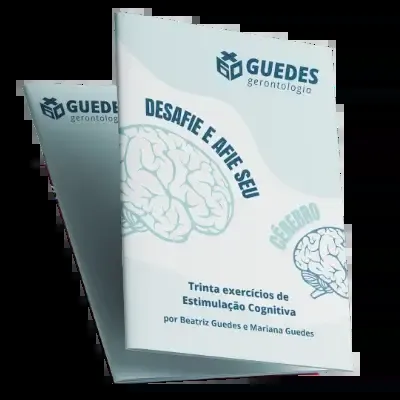 GUEDES
gerontologia
GUEDES
gerontologia
DESAFIE E AFIE SEU
CÉREBRO
Trinta exercícios de
Estimulação Cognitiva
por Beatriz Guedes e Mariana Guedes